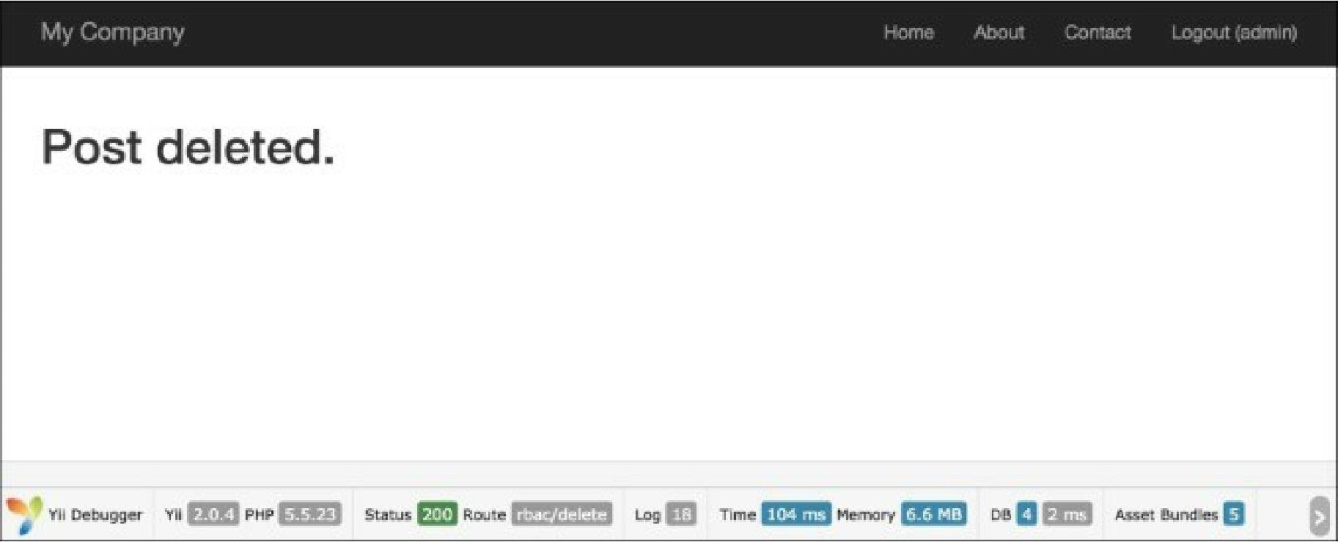 My Company Home About Contact Logout (admin)
Post deleted.
Yii Debugger Yii 2.0.4 PHP 5.5.23 Status 200 Route rbac/delete Log 18 Time 104 ms Memory 6.6 MB DB 4 2 ms Asset Bundles 5 >